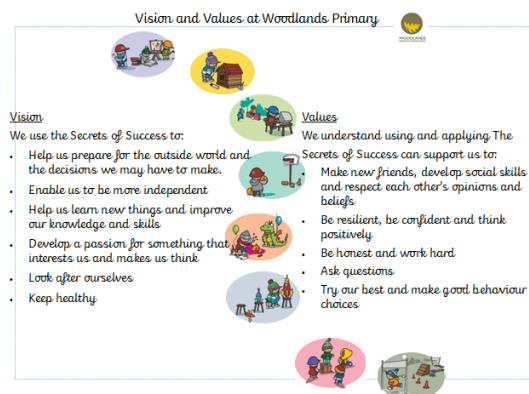 Vision and Values at Woodlands Primary
WOODLANDS
Vision
We use the Secrets of Success to:
• Help us prepare for the outside world and
the decisions we may have to make.
• Enable us to be more independent
• Help us learn new things and improve
our knowledge and skills
• Develop a passion for something that
interests us and makes us think
• Look after ourselves
• Keep healthy
Values
We understand using and applying The
Secrets of Success can support us to:
• Make new friends, develop social skills
and respect each other's opinions and
beliefs
• Be resilient, be confident and think
positively
• Be honest and work hard
• Ask questions
• Try our best and make good behaviour
choices